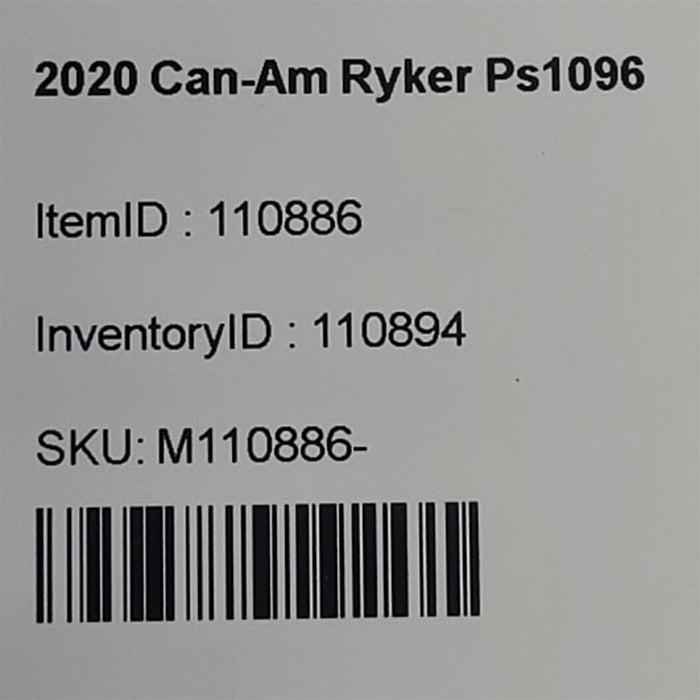 2020 Can-Am Ryker Ps1096
ItemID : 110886
InventoryID : 110894
SKU: M110886-